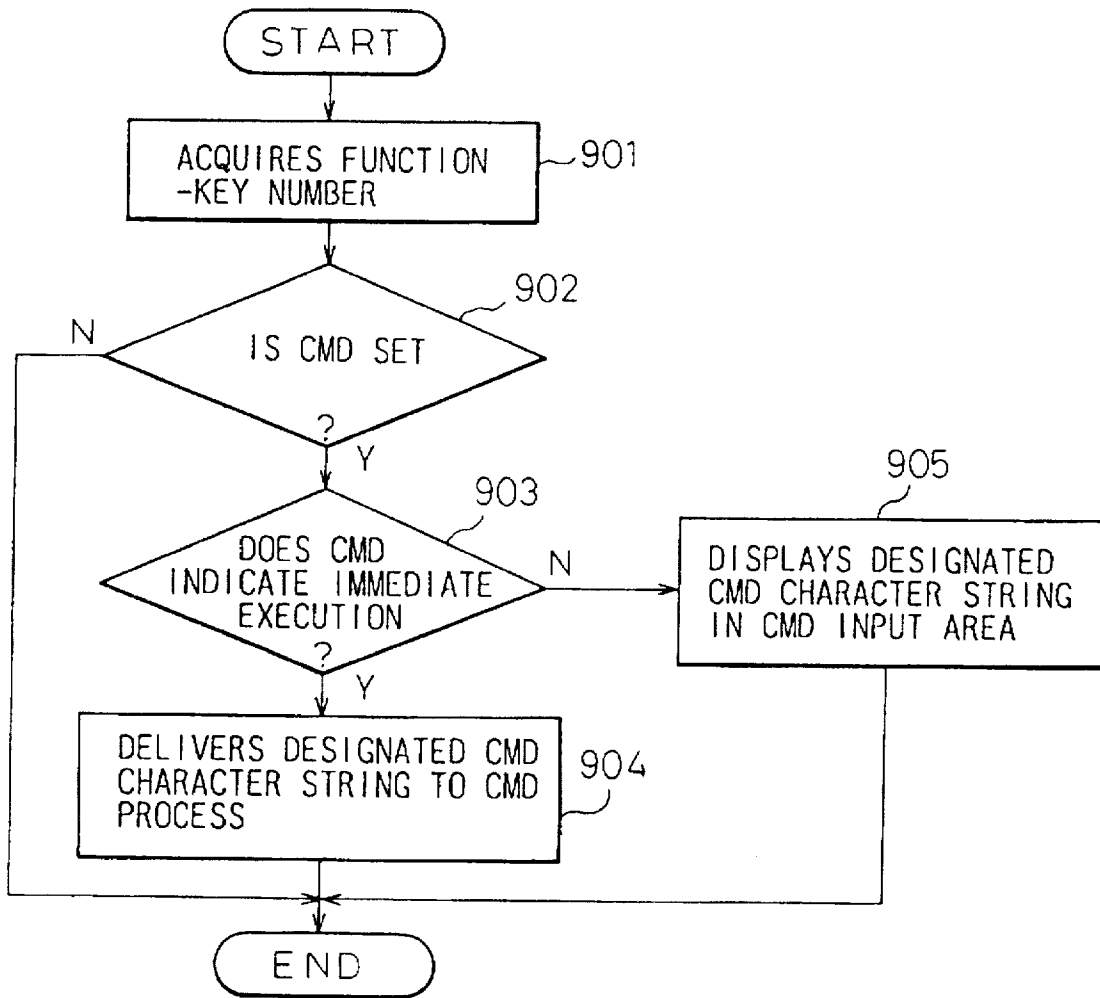 START
ACQUIRES FUNCTION
-KEY NUMBER
901
902
N
IS CMD SET
?
Y
903
DOES CMD
INDICATE IMMEDIATE
EXECUTION
?
N
Y
905
DISPLAYS DESIGNATED
CMD CHARACTER STRING
IN CMD INPUT AREA
DELIVERS DESIGNATED CMD
CHARACTER STRING TO CMD
PROCESS
904
END